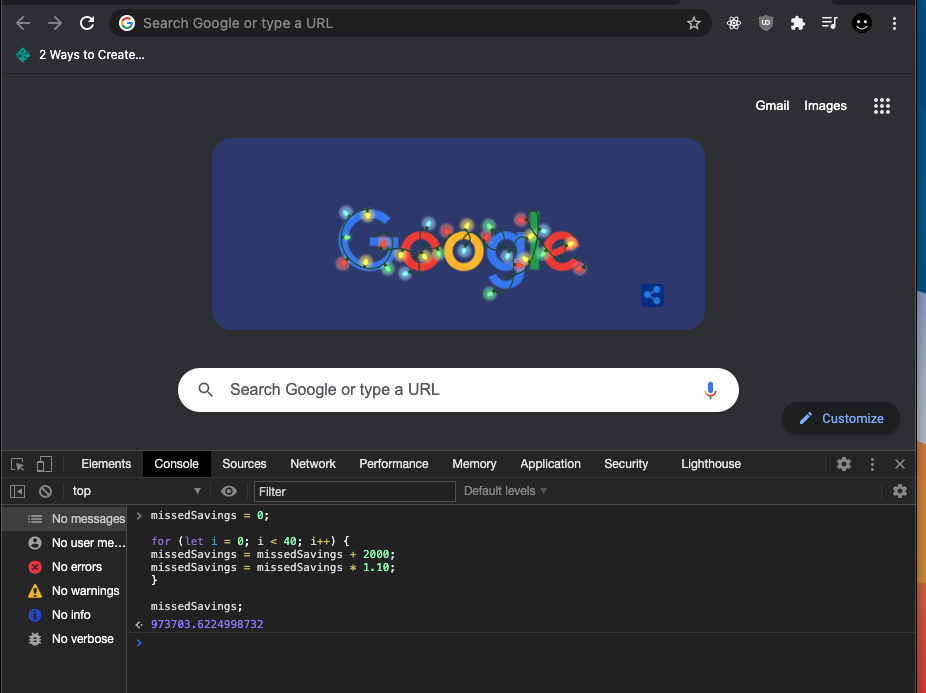 Search Google or type a URL
2 Ways to Create...
Gmail Images
Google
Search Google or type a URL
Customize
Elements Console Sources Network Performance Memory Application Security Lighthouse
top Filter Default levels
No messages
No user me...
No errors
No warnings
No info
No verbose
missedSavings = 0;
for (let i = 0; i < 40; i++) {
missedSavings = missedSavings + 2000;
missedSavings = missedSavings * 1.10;
}
missedSavings;
973703.6224998732